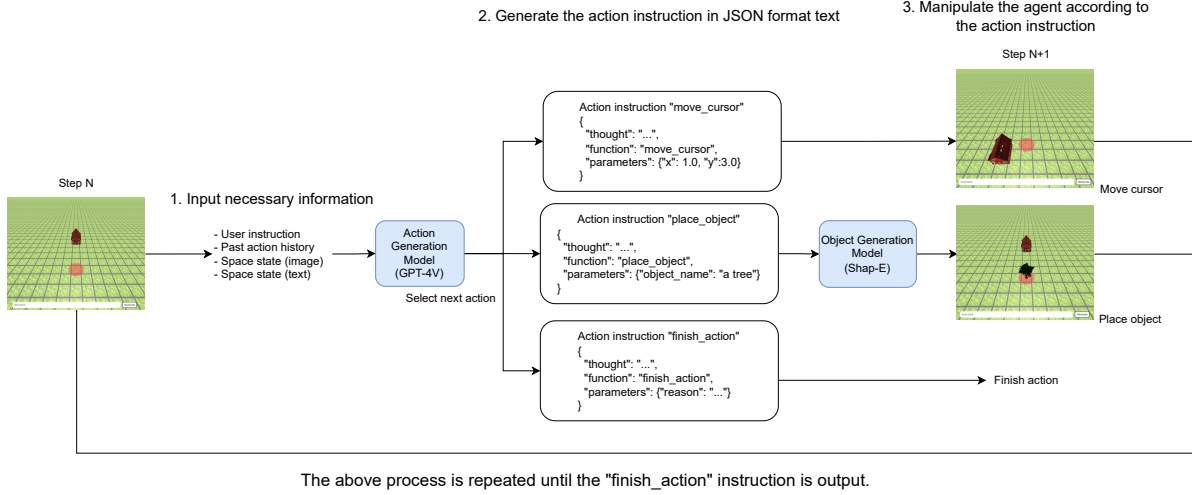 2. Generate the action instruction in JSON format text
3. Manipulate the agent according to
the action instruction
Step N+1
Action instruction "move_cursor"
{
"thought": "...",
"function": "move_cursor",
"parameters": {"x": 1.0, "y":3.0}
}
Move cursor
Step N
1. Input necessary information
- User instruction
- Past action history
- Space state (image)
- Space state (text)
Action
Generation
Model
(GPT-4V)
Select next action
Action instruction "place_object"
{
"thought": "...",
"function": "place_object",
"parameters": {"object_name": "a tree"}
}
Object Generation
Model
(Shap-E)
Place object
Action instruction "finish_action"
{
"thought": "...",
"function": "finish_action",
"parameters": {"reason": "..."}
}
Finish action
The above process is repeated until the "finish_action" instruction is output.